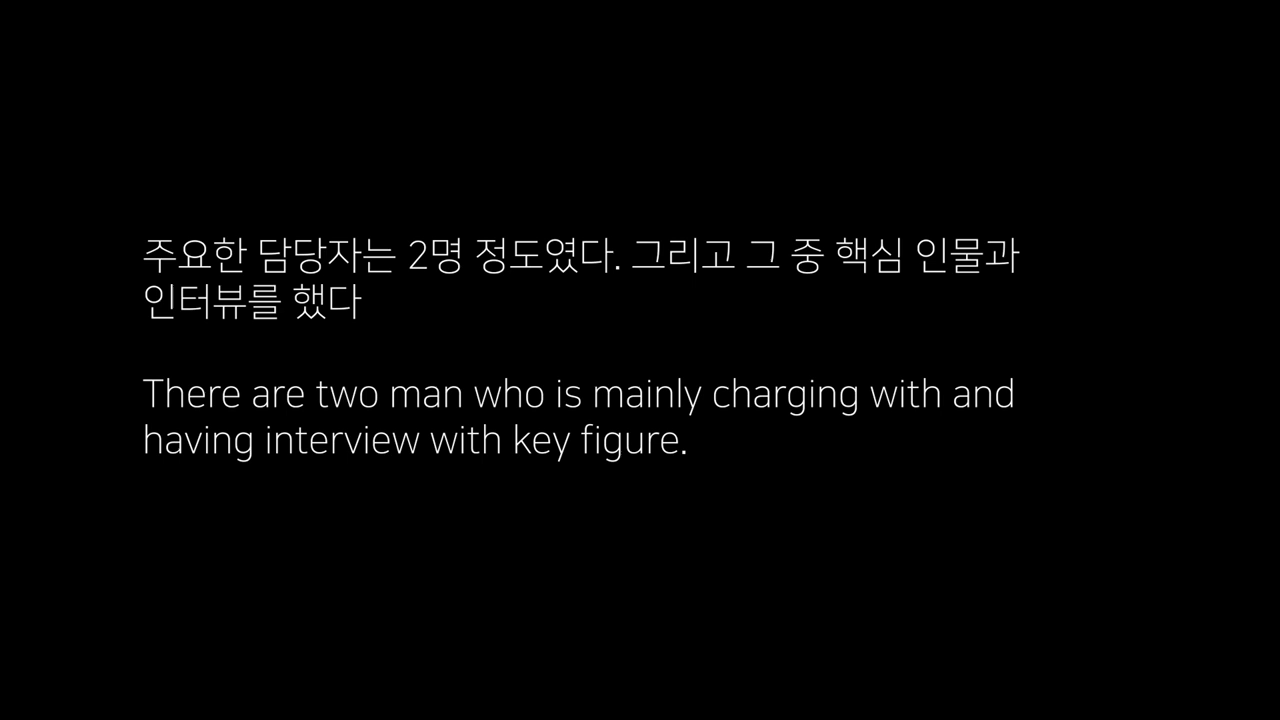 주요한 담당자는 2명 정도였다. 그리고 그 중 핵심 인물과
인터뷰를 했다
There are two man who is mainly charging with and
having interview with key figure.